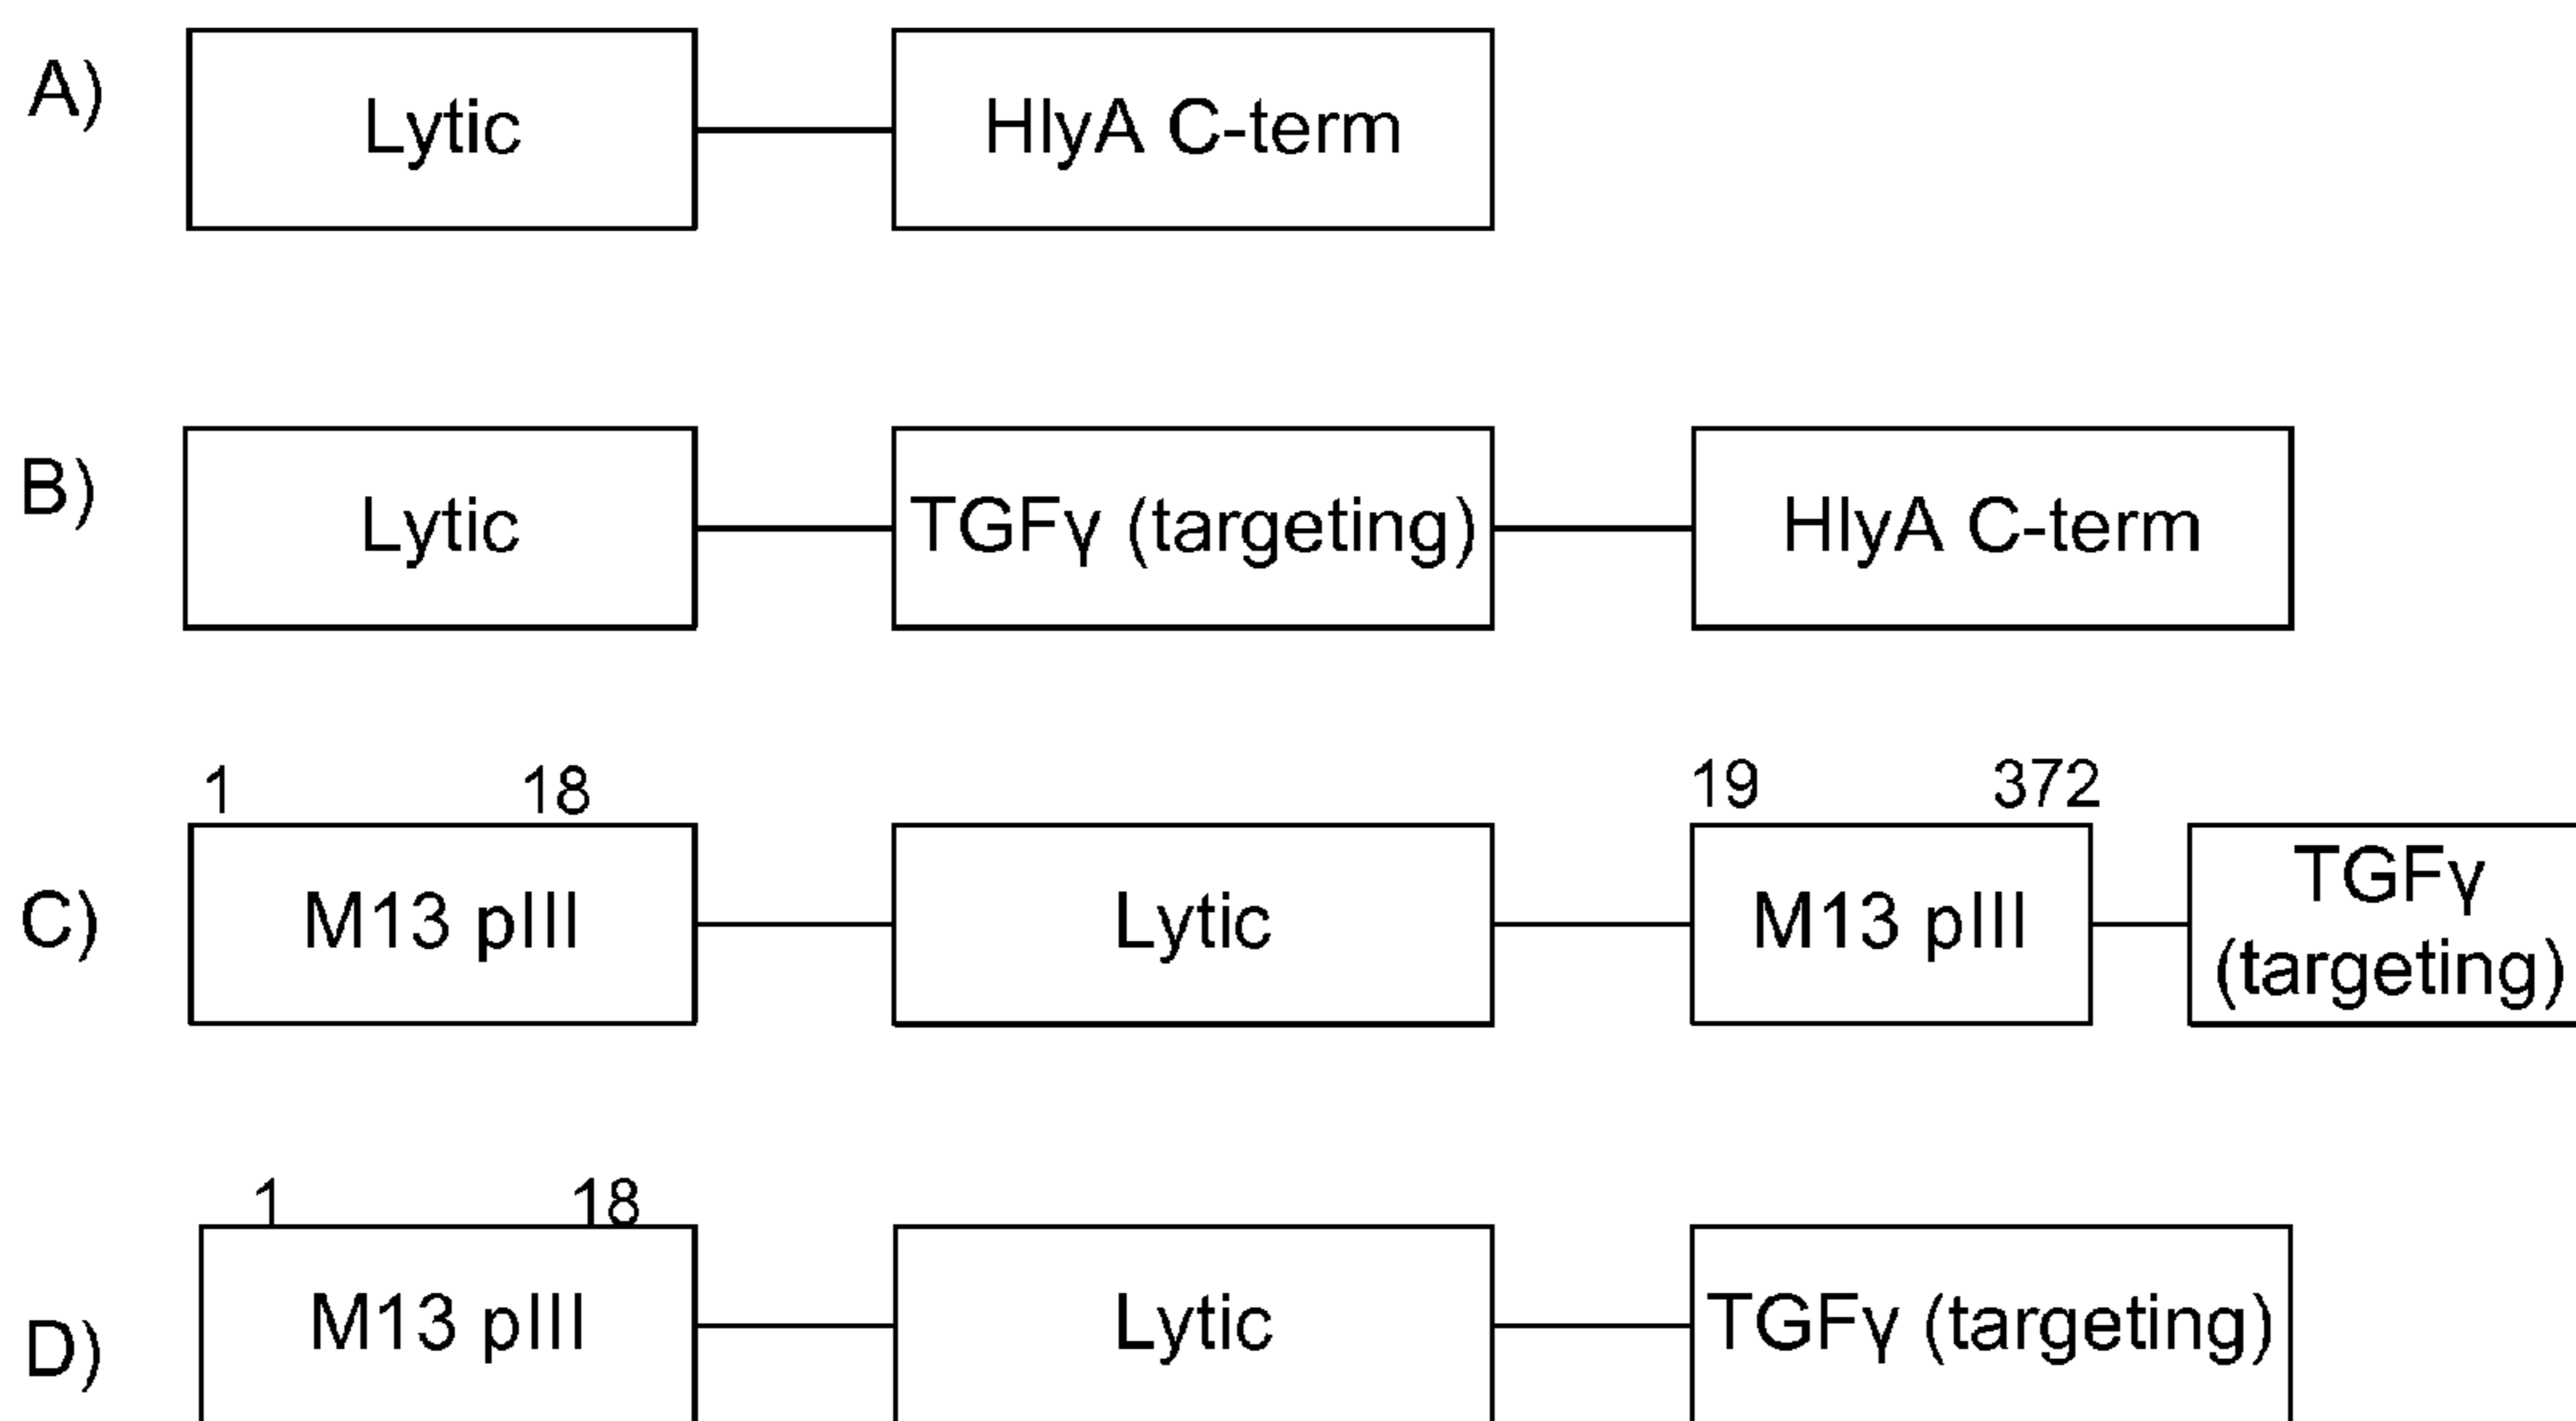 A) Lytic HlyA C-term
B) Lytic TGFγ (targeting) HlyA C-term
1 18 19 372
C) M13 pIII Lytic M13 pIII TGFγ
(targeting)
1 18
D) M13 pIII Lytic TGFγ (targeting)